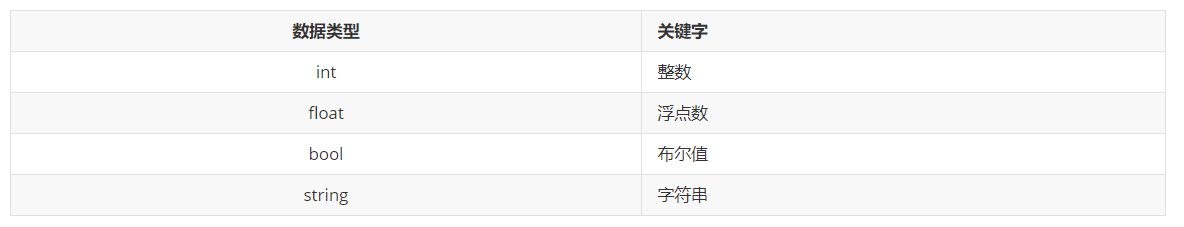 数据类型 关键字
int 整数
float 浮点数
bool 布尔值
string 字符串